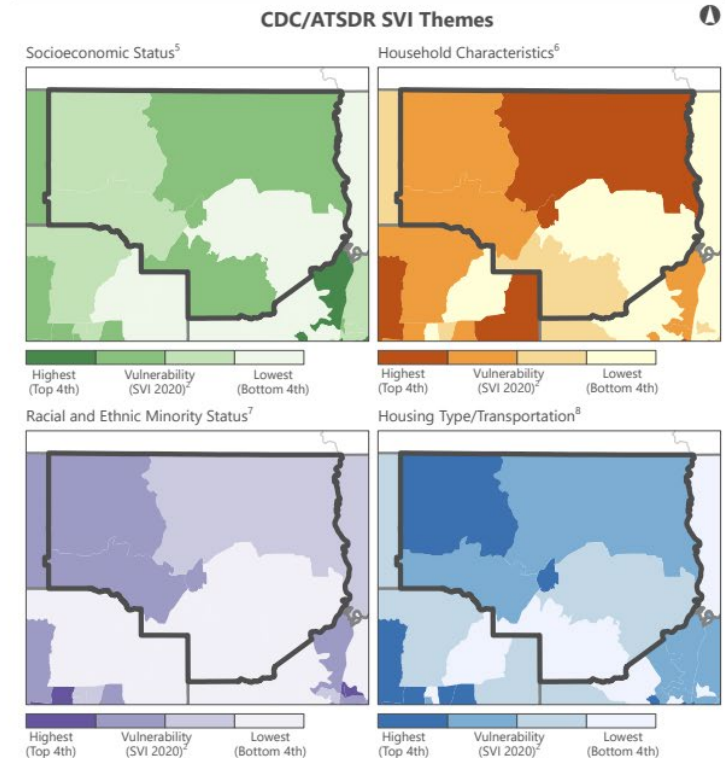 CDC/ATSDR SVI Themes
Socioeconomic Status5
Household Characteristics6
Highest
(Top 4th)
Vulnerability
(SVI 2020)2
Lowest
(Bottom 4th)
Highest
(Top 4th)
Vulnerability
(SVI 2020)2
Lowest
(Bottom 4th)
Racial and Ethnic Minority Status7
Housing Type/Transportation8
Highest
(Top 4th)
Vulnerability
(SVI 2020)2
Lowest
(Bottom 4th)
Highest
(Top 4th)
Vulnerability
(SVI 2020)2
Lowest
(Bottom 4th)